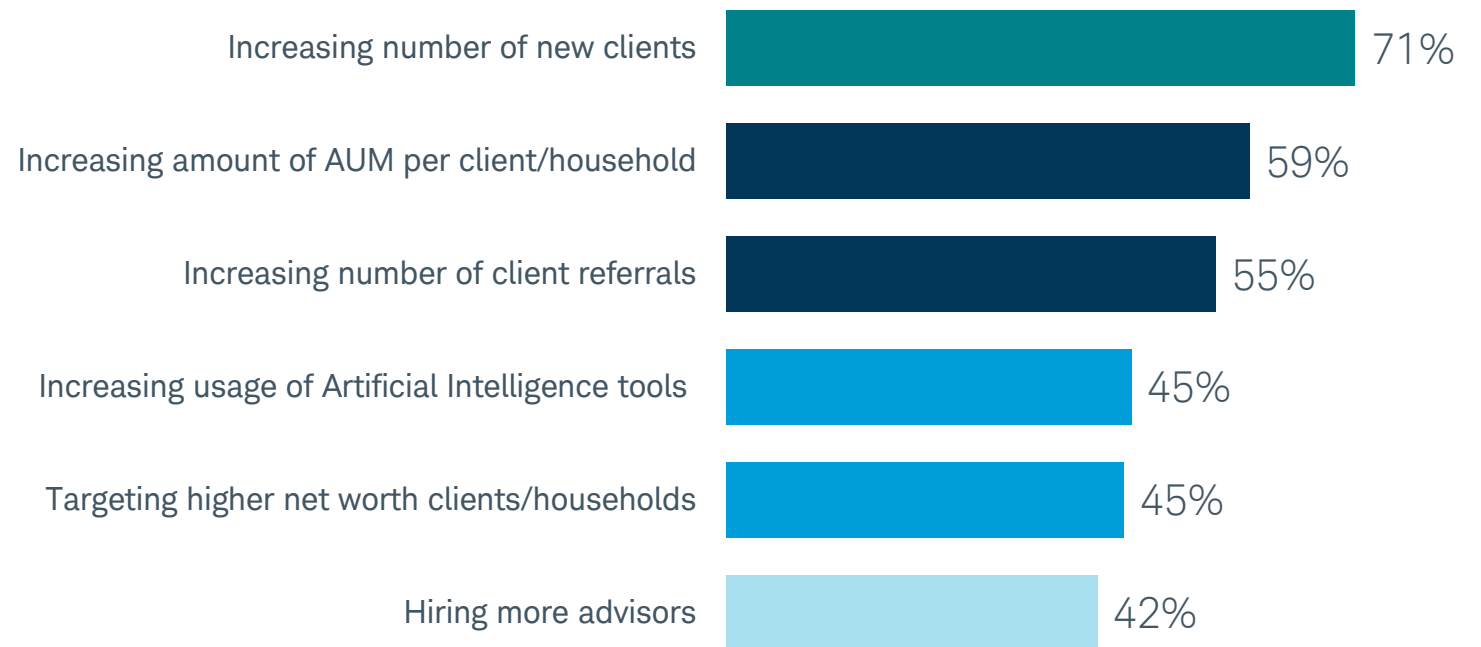 Increasing number of new clients 71%
Increasing amount of AUM per client/household 59%
Increasing number of client referrals 55%
Increasing usage of Artificial Intelligence tools 45%
Targeting higher net worth clients/households 45%
Hiring more advisors 42%